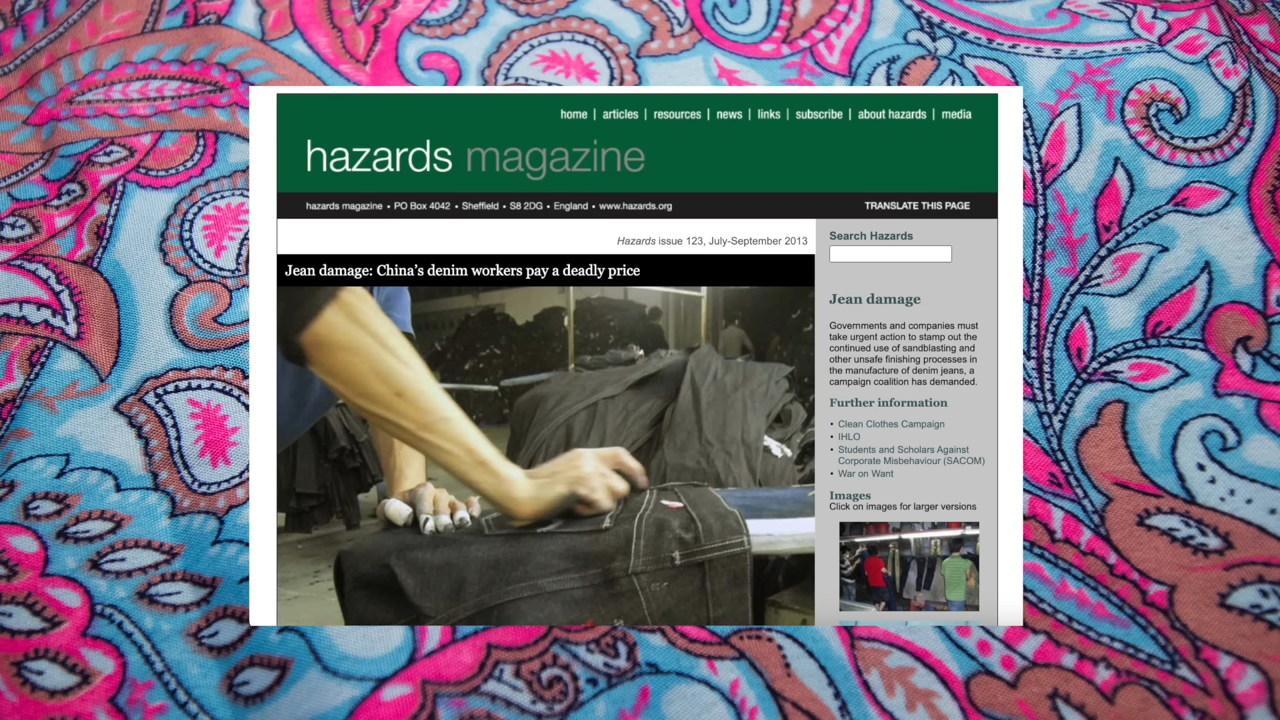 home | articles | resources | news | links | subscribe | about hazards | media
hazards magazine
hazards magazine • PO Box 4042 • Sheffield • S8 2DG • England • www.hazards.org
TRANSLATE THIS PAGE
Hazards issue 123, July-September 2013
Jean damage: China's denim workers pay a deadly price
Search Hazards
Jean damage
Governments and companies must
take urgent action to stamp out the
continued use of sandblasting and
other unsafe finishing processes in
the manufacture of denim jeans, a
campaign coalition has demanded.
Further information
• Clean Clothes Campaign
• IHLO
• Students and Scholars Against
Corporate Misbehaviour (SACOM)
• War on Want
Images
Click on images for larger versions